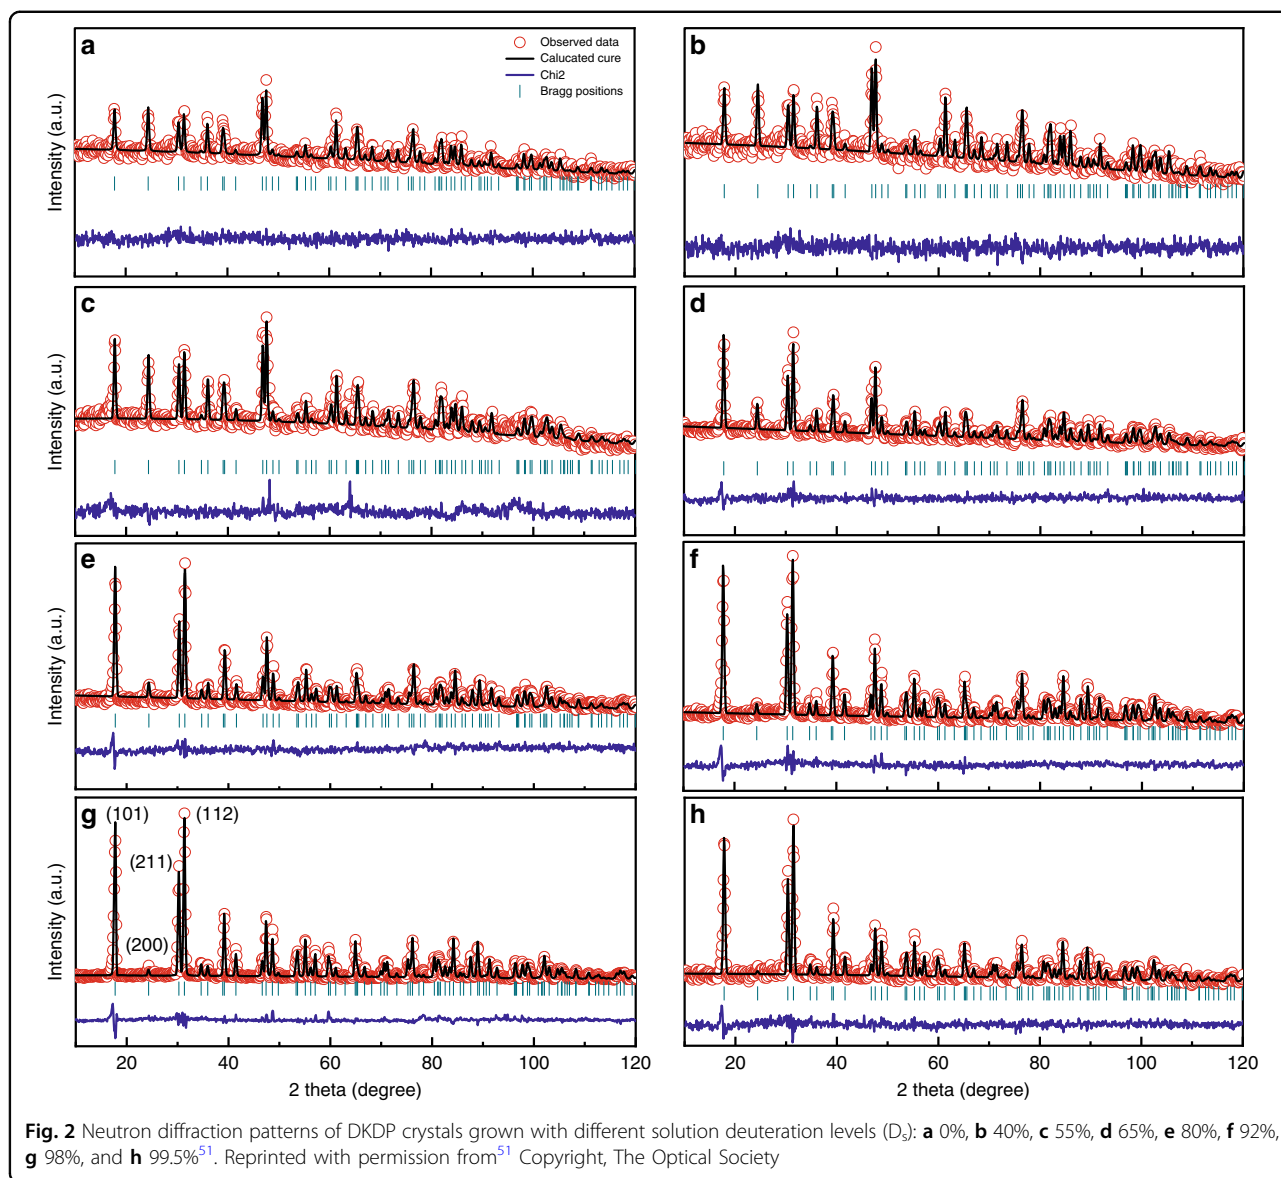 a
Observed data
Calucated cure
Chi2
Bragg positions
Intensity (a.u.)
b
c
Intensity (a.u.)
d
e
Intensity (a.u.)
f
g
(101)
(112)
(211)
(200)
Intensity (a.u.)
h
20 40 60 80 100 120
20 40 60 80 100 120
2 theta (degree)
2 theta (degree)
Fig. 2 Neutron diffraction patterns of DKDP crystals grown with different solution deuteration levels (Ds): a 0%, b 40%, c 55%, d 65%, e 80%, f 92%,
g 98%, and h 99.5%51. Reprinted with permission from51 Copyright, The Optical Society